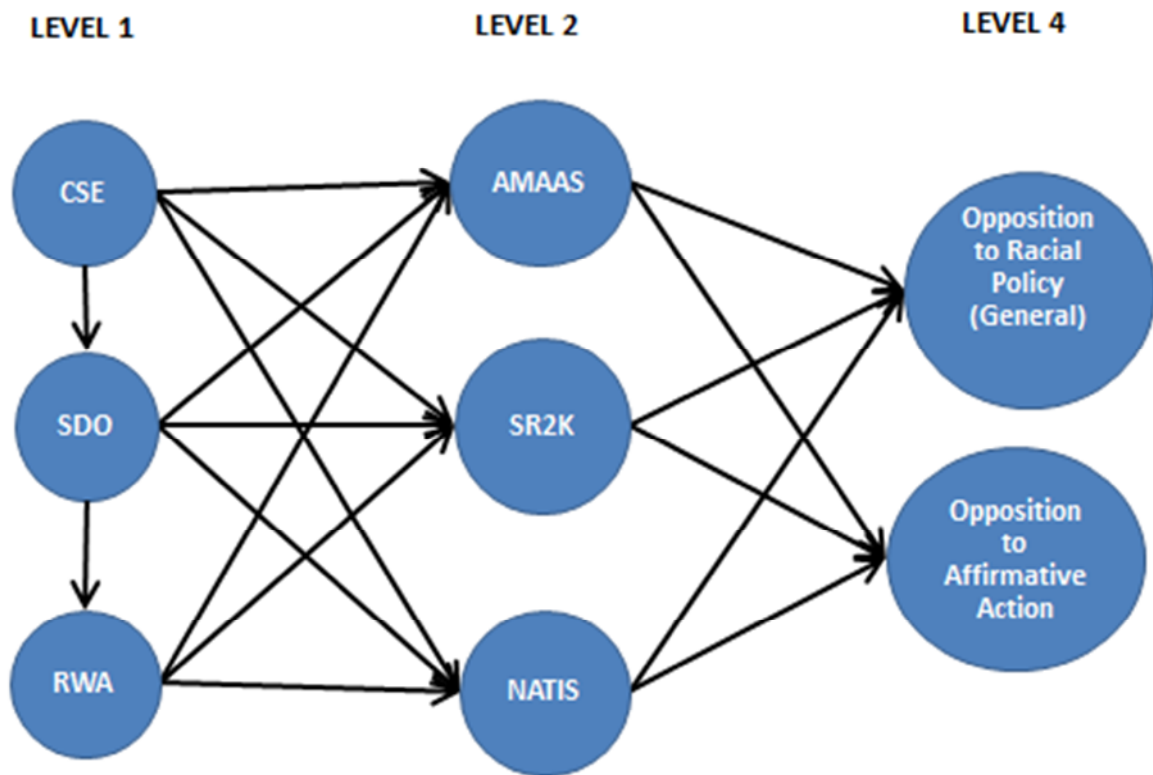 LEVEL 1
LEVEL 2
LEVEL 4
CSE
SDO
RWA
AMAAS
SR2K
NATIS
Opposition
to Racial
Policy
(General)
Opposition
to
Affirmative
Action